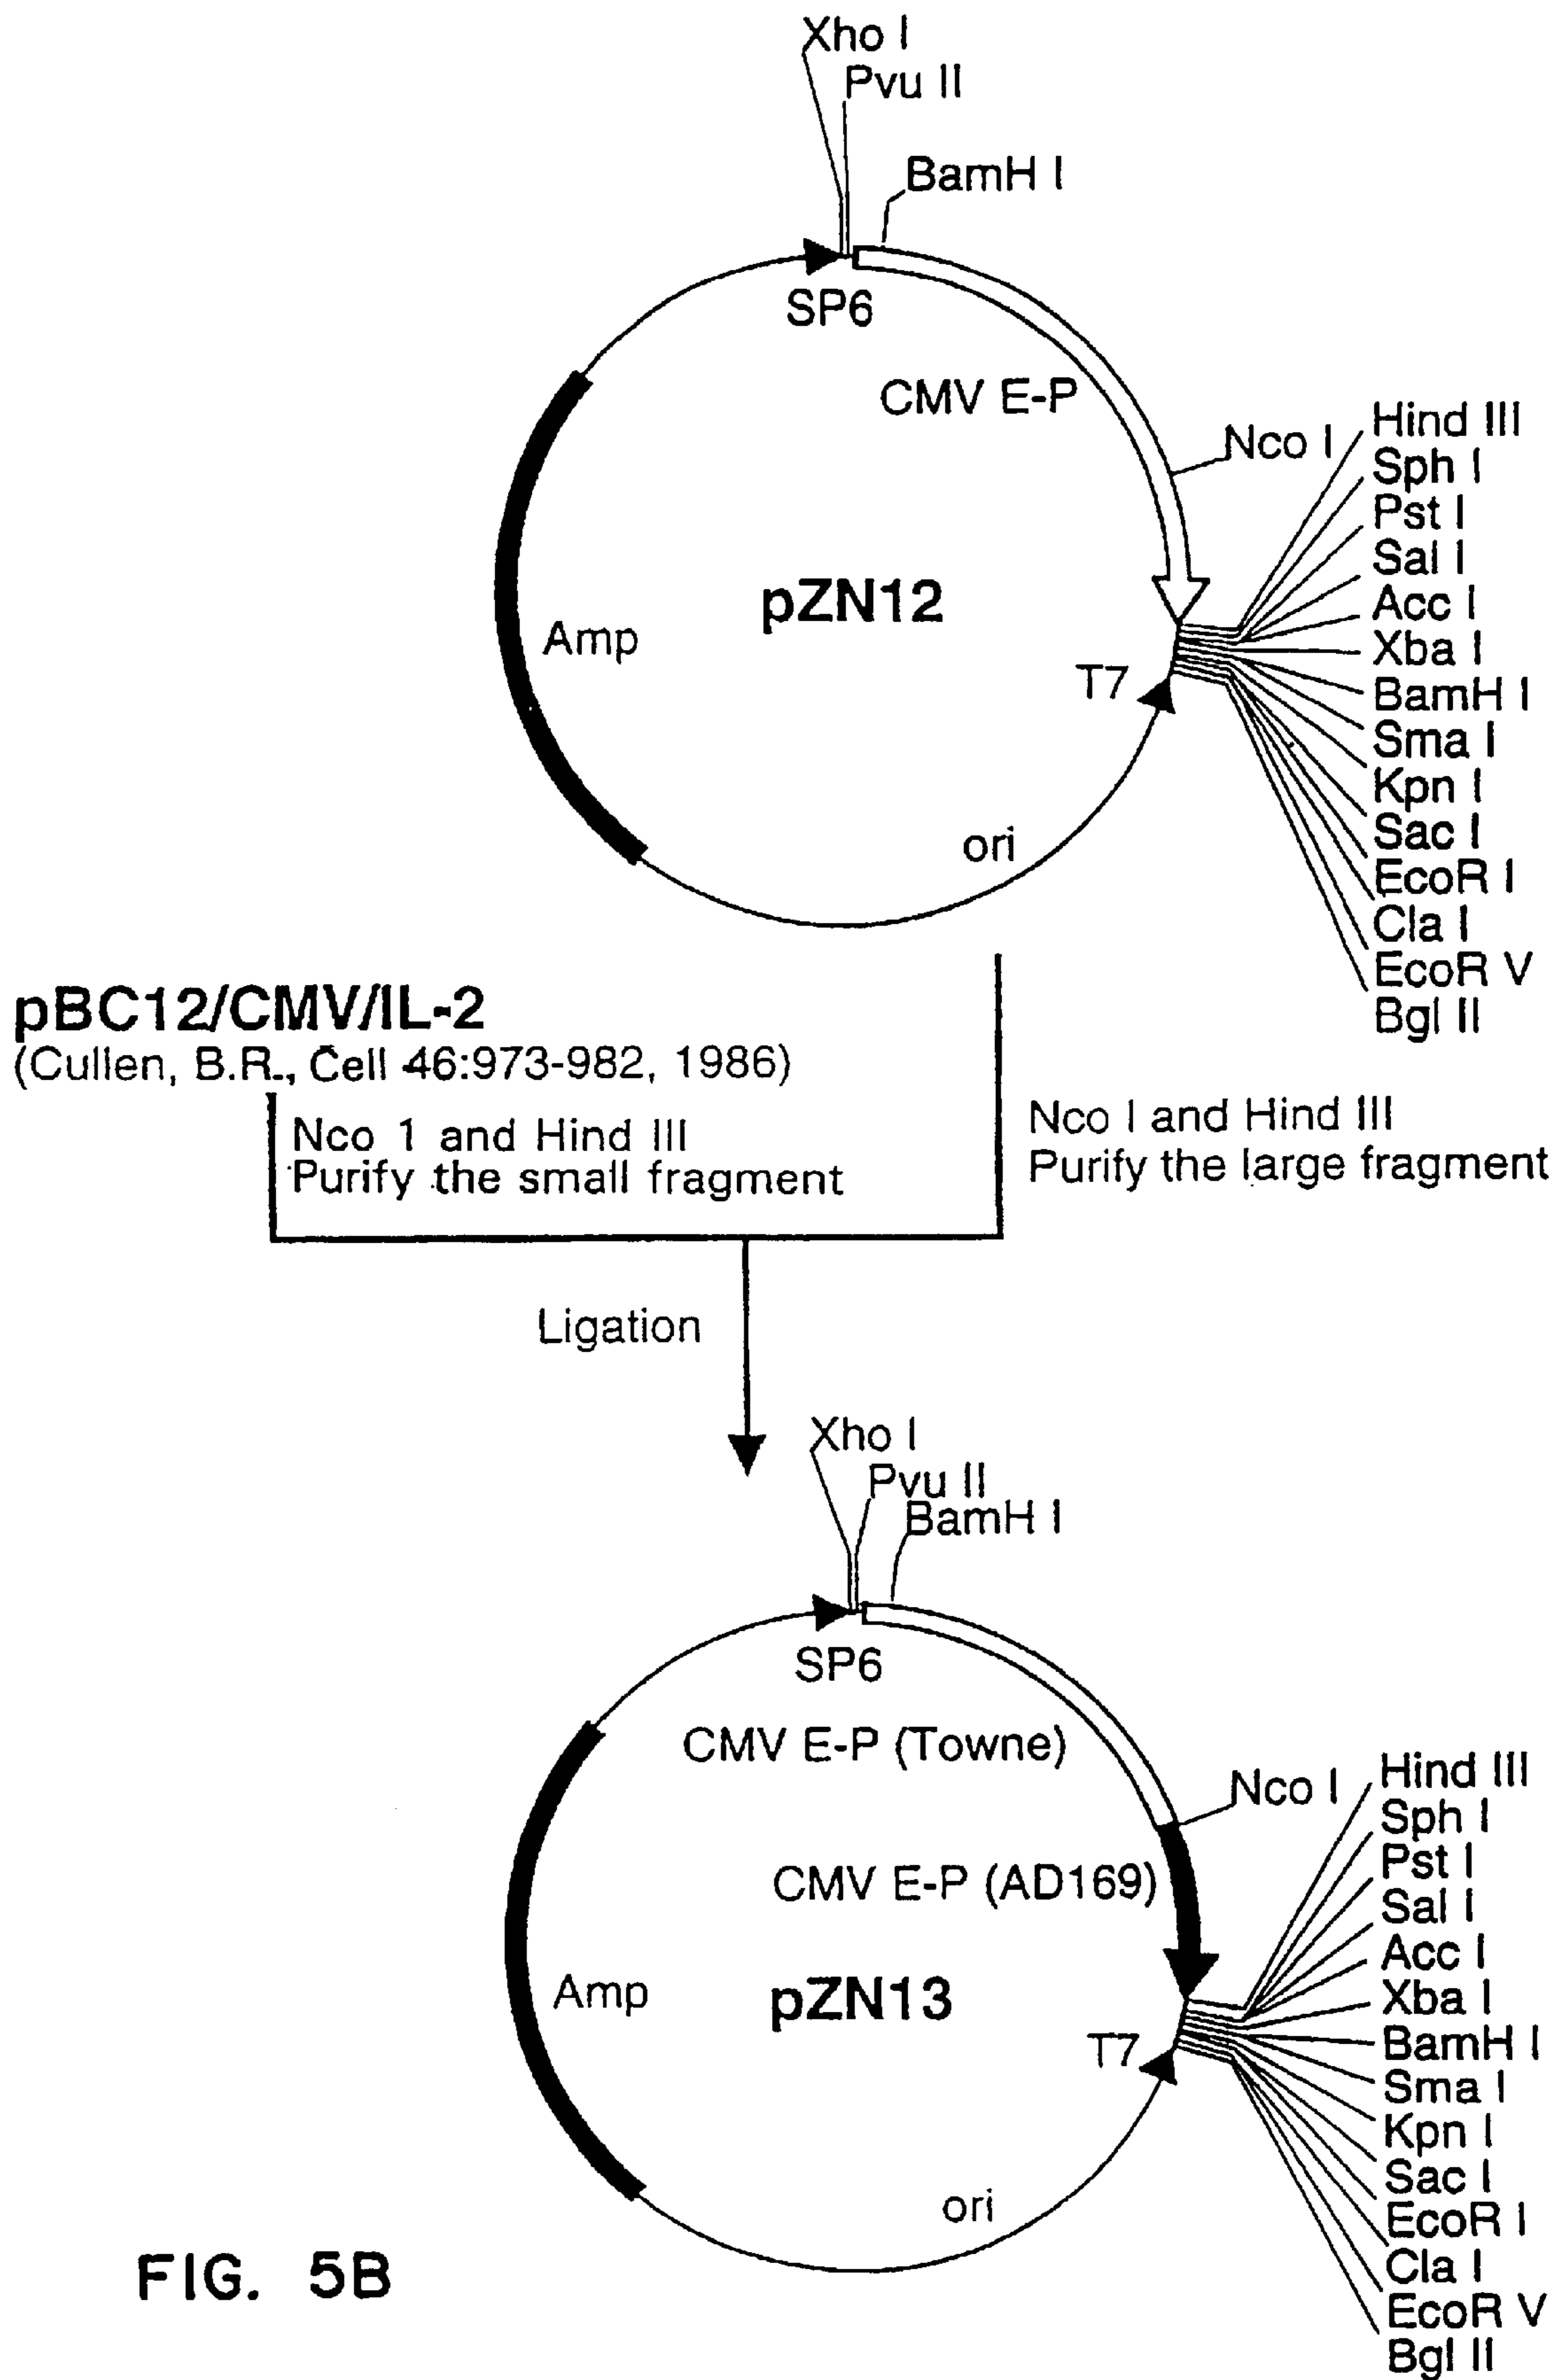 Xho I
Pvu II
BamH I
SP6
CMV E-P
Nco I
Hind III
Sph I
Pst I
Sal I
Acc I
Xba I
BamH I
Sma I
Kpn I
Sac I
EcoR I
Cla I
EcoR V
Bgl II
pZN12
Amp
T7
ori
pBC12/CMV/IL-2
(Cullen, B.R., Cell 46:973-982, 1986)
Nco 1 and Hind III
Purify the small fragment
Nco I and Hind III
Purify the large fragment
Ligation
Xho I
Pvu II
BamH I
SP6
CMV E-P (Towne)
Nco I
CMV E-P (AD169)
Hind III
Sph I
Pst I
Sal I
Acc I
Xba I
BamH I
Sma I
Kpn I
Sac I
EcoR I
Cla I
EcoR V
Bgl II
Amp
pZN13
T7
ori
FIG. 5B